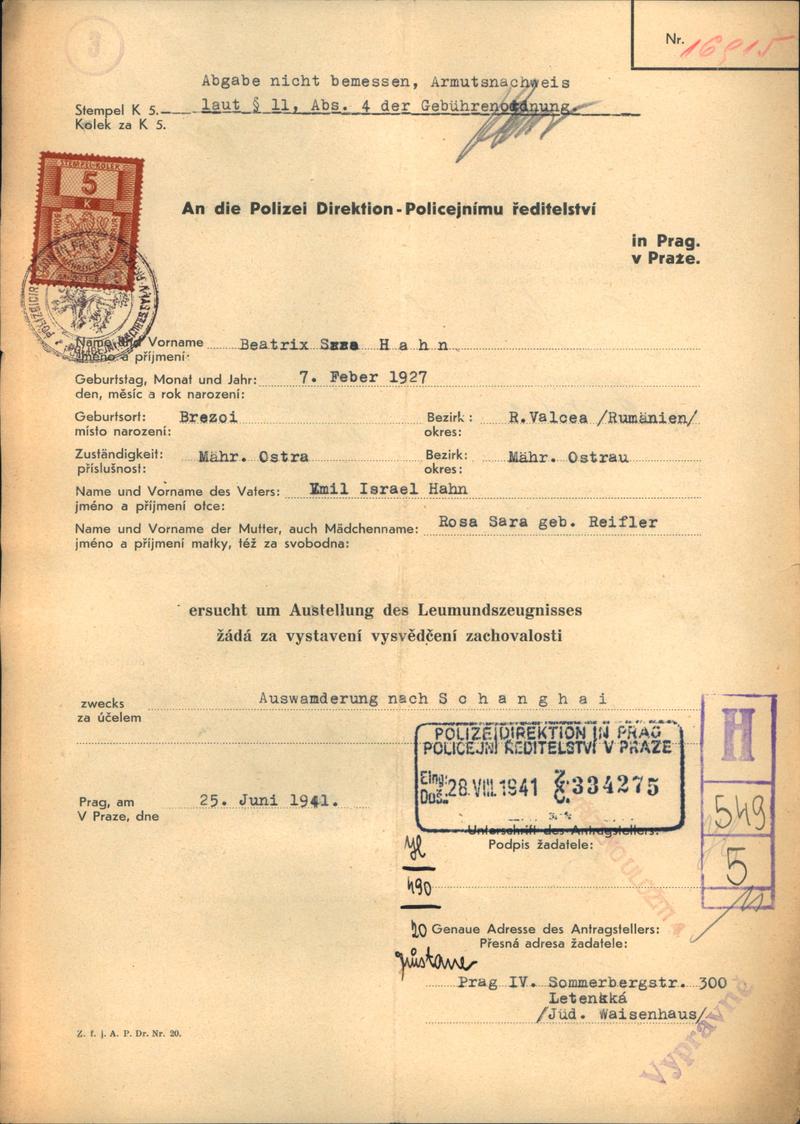 3
Nr. 16915
Abgabe nicht bemessen, Armutsnachweis
Stempel K 5. laut § 11, Abs. 4 der Gebührenordnung.
Kolek za K 5.
STEMPEL-KOLEK
5
K
An die Polizei Direktion - Policejnímu ředitelství
in Prag.
v Praze.
Name und Vorname Beatrix Hahn
jméno a příjmení:
Geburtstag, Monat und Jahr: 7. Feber 1927
den, měsíc a rok narození:
Geburtsort: Brezoi Bezirk: R.Valcea /Rumänien/
místo narození: okres:
Zuständigkeit: Mähr. Ostra Bezirk: Mähr. Ostrau
příslušnost: okres:
Name und Vorname des Vaters: Emil Israel Hahn
jméno a příjmení otce:
Name und Vorname der Mutter, auch Mädchenname: Rosa Sara geb. Reifler
jméno a příjmení matky, též za svobodna:
ersucht um Austellung des Leumundszeugnisses
žádá za vystavení vysvědčení zachovalosti
zwecks Auswanderung nach Schanghai
za účelem
POLIZEIDIREKTION IN PRAG
POLICEJNÍ ŘEDITELSTVÍ V PRAZE
Eing: 28. VIII. 1941 Z. 334275
Doš.: Č.
H
549
5
Prag, am 25. Juni 1941.
V Praze, dne
Unterschrift des Antragstellers:
Podpis žadatele:
490
20 Genaue Adresse des Antragstellers:
Přesná adresa žadatele:
zůstane
Prag IV. Sommerbergstr. 300
Letenkká
/Jüd. Waisenhaus/
Vypravně
Z. f. j. A. P. Dr. Nr. 20.